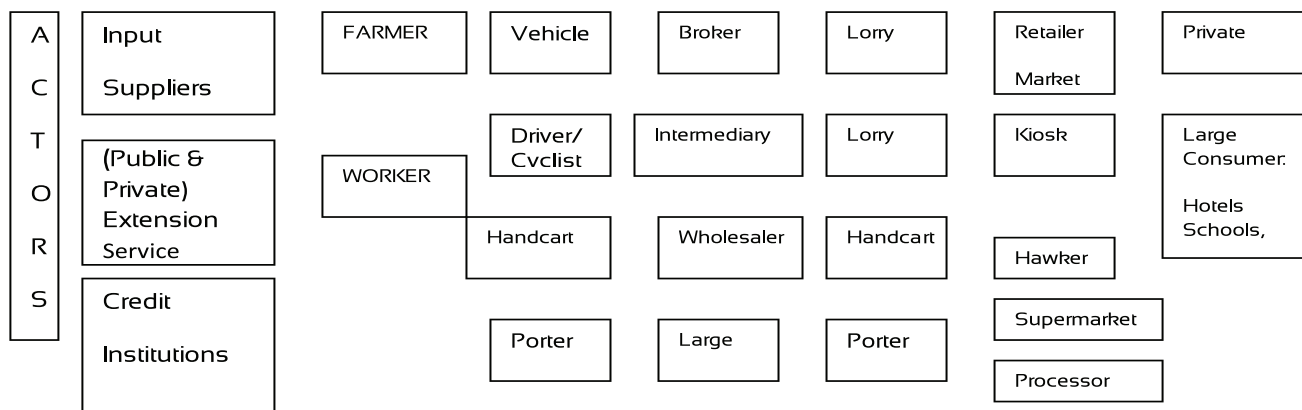 A
C
T
O
R
S
Input
Suppliers
(Public &
Private)
Extension
Service
Credit
Institutions
FARMER
WORKER
Vehicle
Driver/
Cyclist
Handcart
Porter
Broker
Intermediary
Wholesaler
Large
Lorry
Lorry
Handcart
Porter
Retailer
Market
Kiosk
Hawker
Supermarket
Processor
Private
Large
Consumer:
Hotels
Schools,